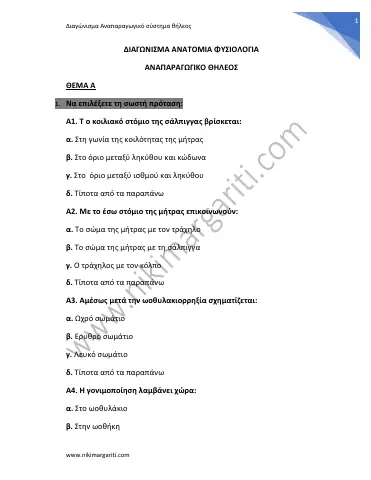 Διαγώνισμα Αναπαραγωγικό σύστημα θήλεος
1
ΔΙΑΓΩΝΙΣΜΑ ΑΝΑΤΟΜΙΑ ΦΥΣΙΟΛΟΓΙΑ
ΑΝΑΠΑΡΑΓΩΓΙΚΟ ΘΗΛΕΟΣ
ΘΕΜΑ Α
1. Να επιλέξετε τη σωστή πρόταση:
Α1. Τ ο κοιλιακό στόμιο της σάλπιγγας βρίσκεται:
α. Στη γωνία της κοιλότητας της μήτρας
β. Στο όριο μεταξύ ληκύθου και κώδωνα
γ. Στο όριο μεταξύ ισθμού και ληκύθου
δ. Τίποτα από τα παραπάνω
Α2. Με το έσω στόμιο της μήτρας επικοινωνούν:
α. Το σώμα της μήτρας με τον τράχηλο
β. Το σώμα της μήτρας με τη σάλπιγγα
γ. Ο τράχηλος με τον κόλπο
δ. Τίποτα από τα παραπάνω
Α3. Αμέσως μετά την ωοθυλακιορρηξία σχηματίζεται:
α. Ωχρό σωμάτιο
β. Ερυθρό σωμάτιο
γ. Λευκό σωμάτιο
δ. Τίποτα από τα παραπάνω
Α4. Η γονιμοποίηση λαμβάνει χώρα:
α. Στο ωοθυλάκιο
β. Στην ωοθήκη
www.nikimargariti.com
www.nikimargariti.com